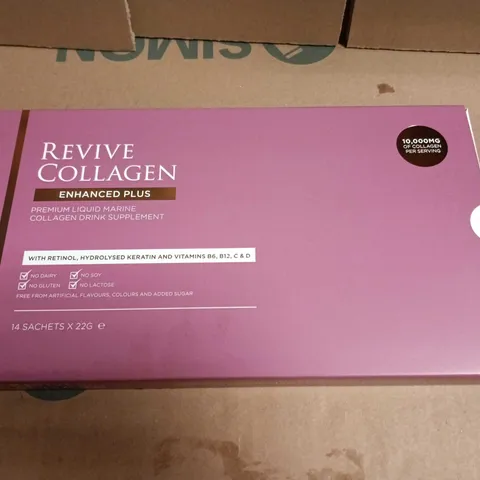 SIMON
REVIVE
COLLAGEN
ENHANCED PLUS
PREMIUM LIQUID MARINE
COLLAGEN DRINK SUPPLEMENT
10,000MG
OF COLLAGEN
PER SERVING
WITH RETINOL, HYDROLYSED KERATIN AND VITAMINS B6, B12, C & D
NO DAIRY NO SOY
NO GLUTEN NO LACTOSE
FREE FROM ARTIFICIAL FLAVOURS, COLOURS AND ADDED SUGAR
14 SACHETS X 22G ℮